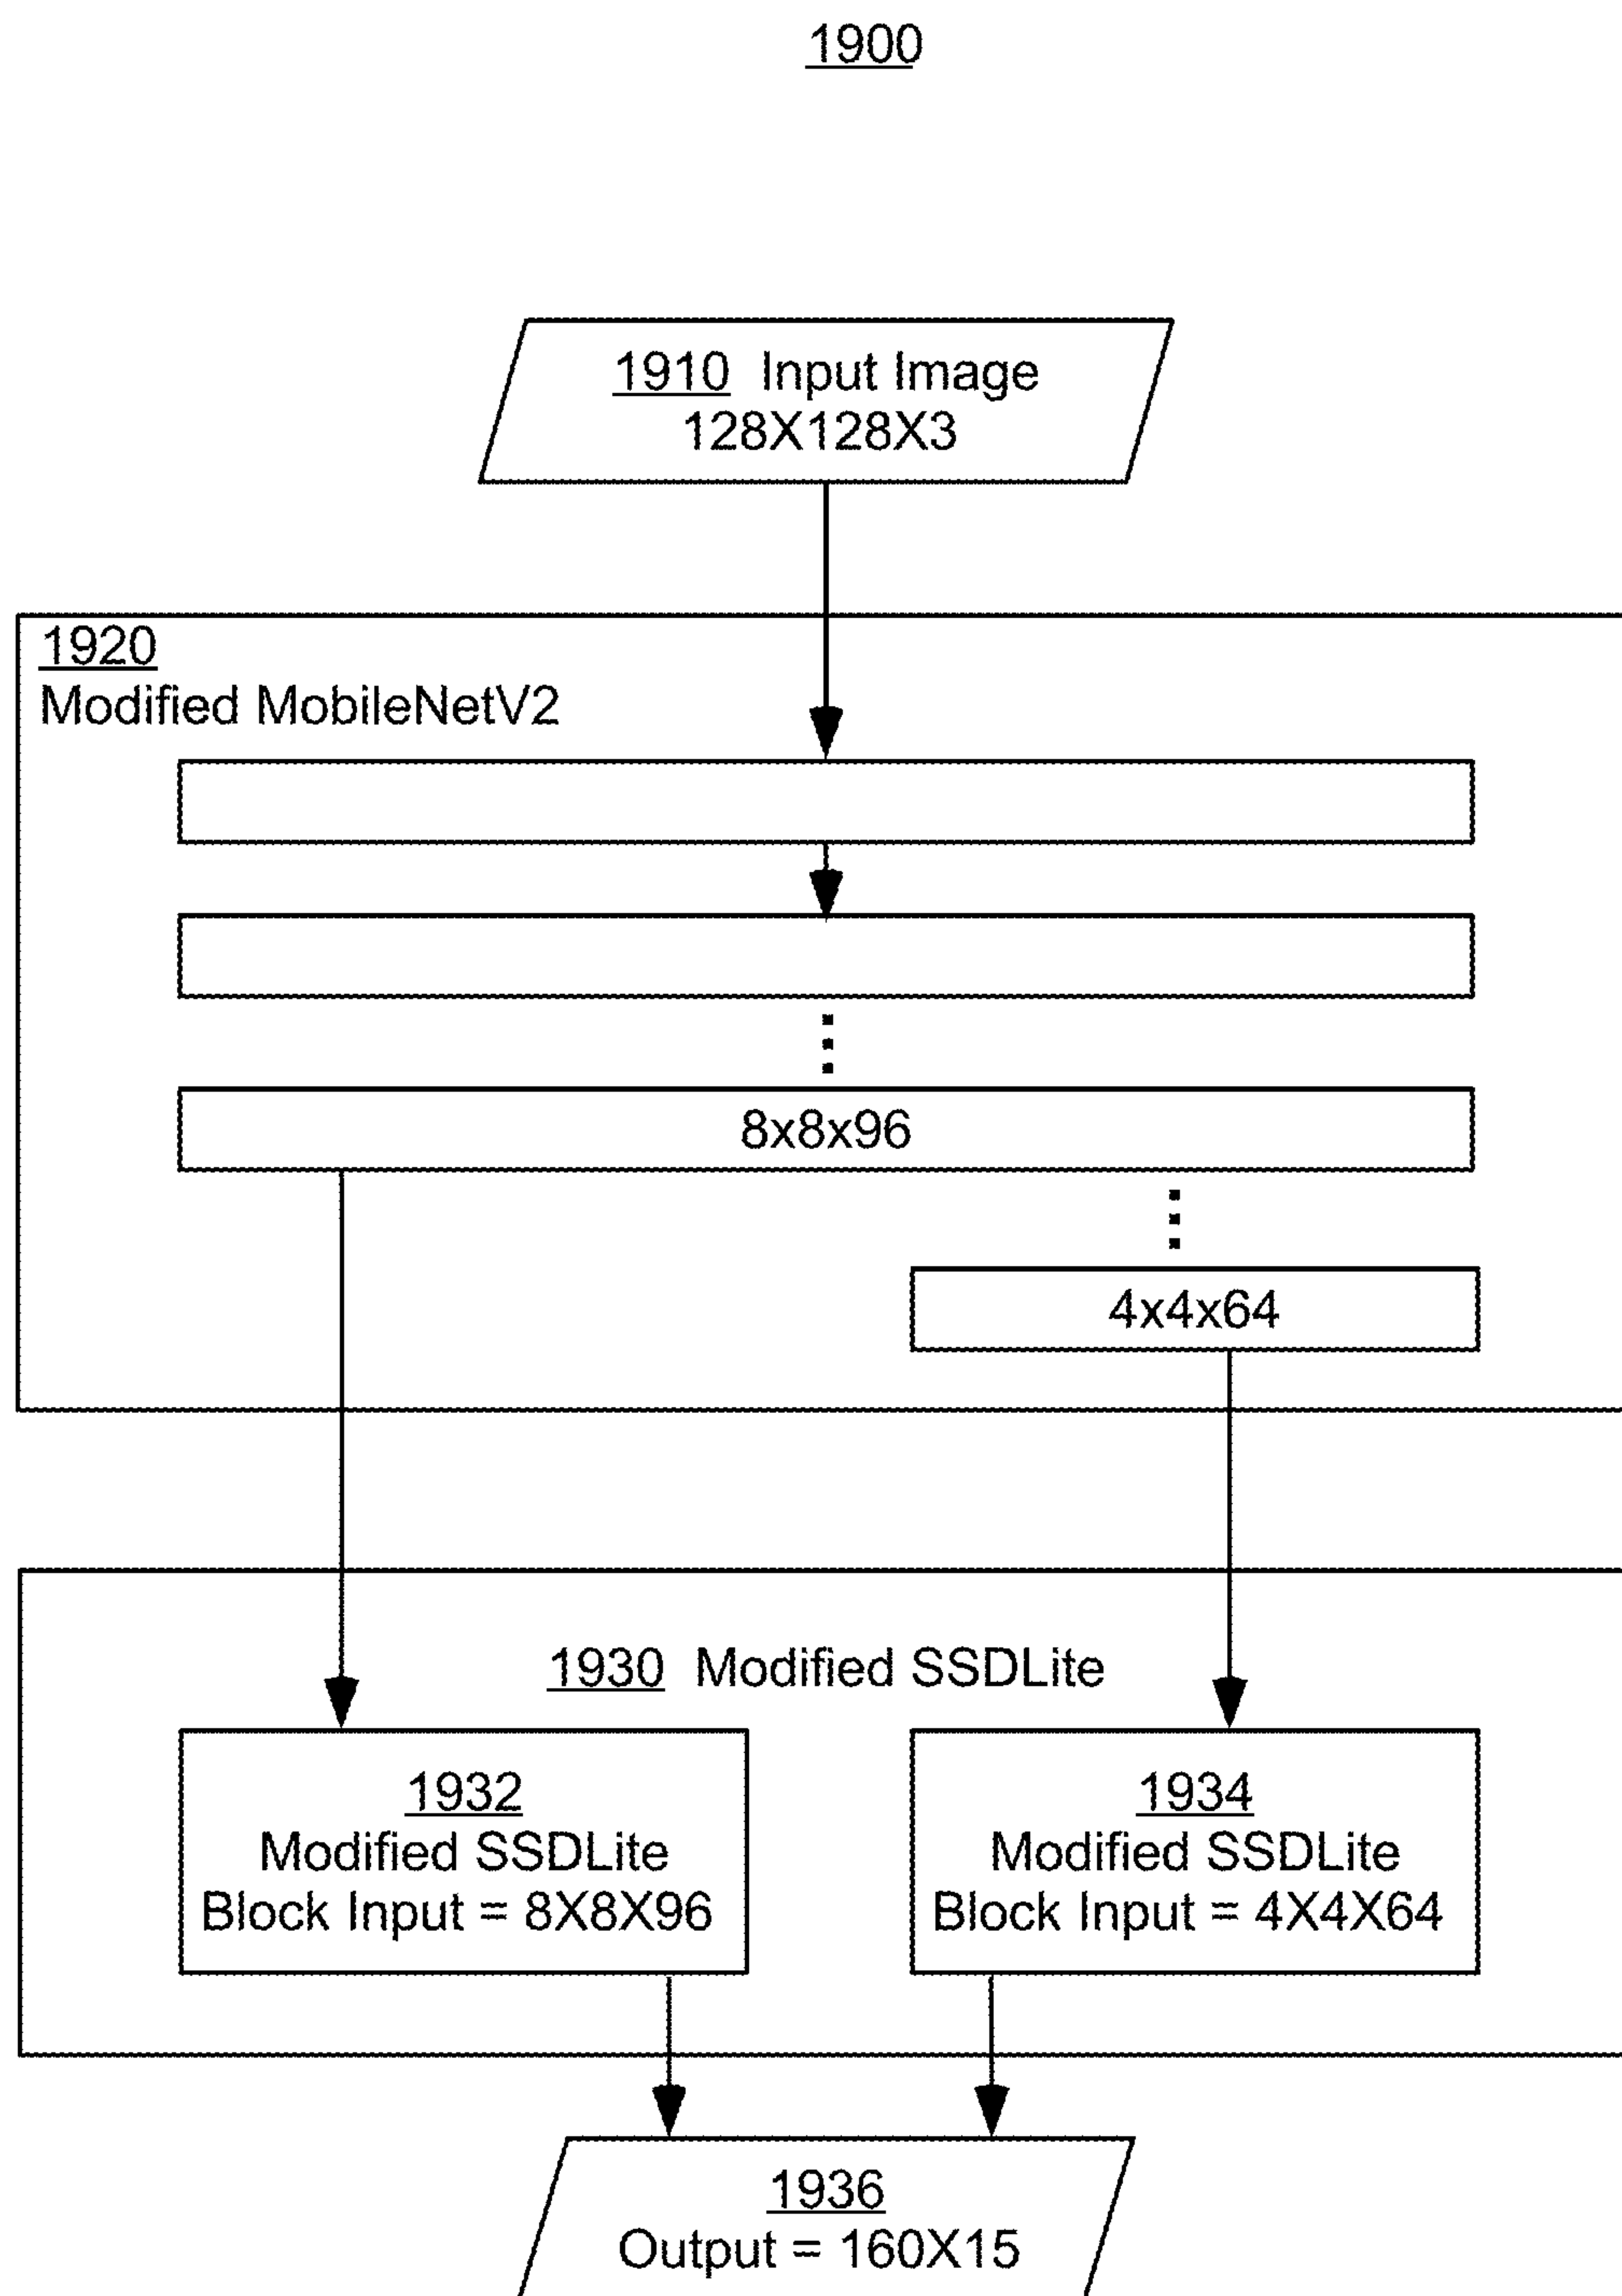 1900
1910 Input Image
128X128X3
1920
Modified MobileNetV2
8x8x96
4x4x64
1930 Modified SSDLite
1932
Modified SSDLite
Block Input = 8X8X96
1934
Modified SSDLite
Block Input = 4X4X64
1936
Output = 160X15